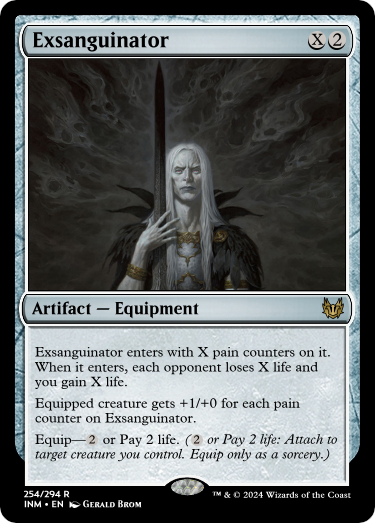 Exsanguinator
X 2
Artifact — Equipment
Exsanguinator enters with X pain counters on it.
When it enters, each opponent loses X life and
you gain X life.
Equipped creature gets +1/+0 for each pain
counter on Exsanguinator.
Equip—2 or Pay 2 life. (2 or Pay 2 life: Attach to
target creature you control. Equip only as a sorcery.)
254/294 R
INM • EN Gerald Brom
™ & © 2024 Wizards of the Coast